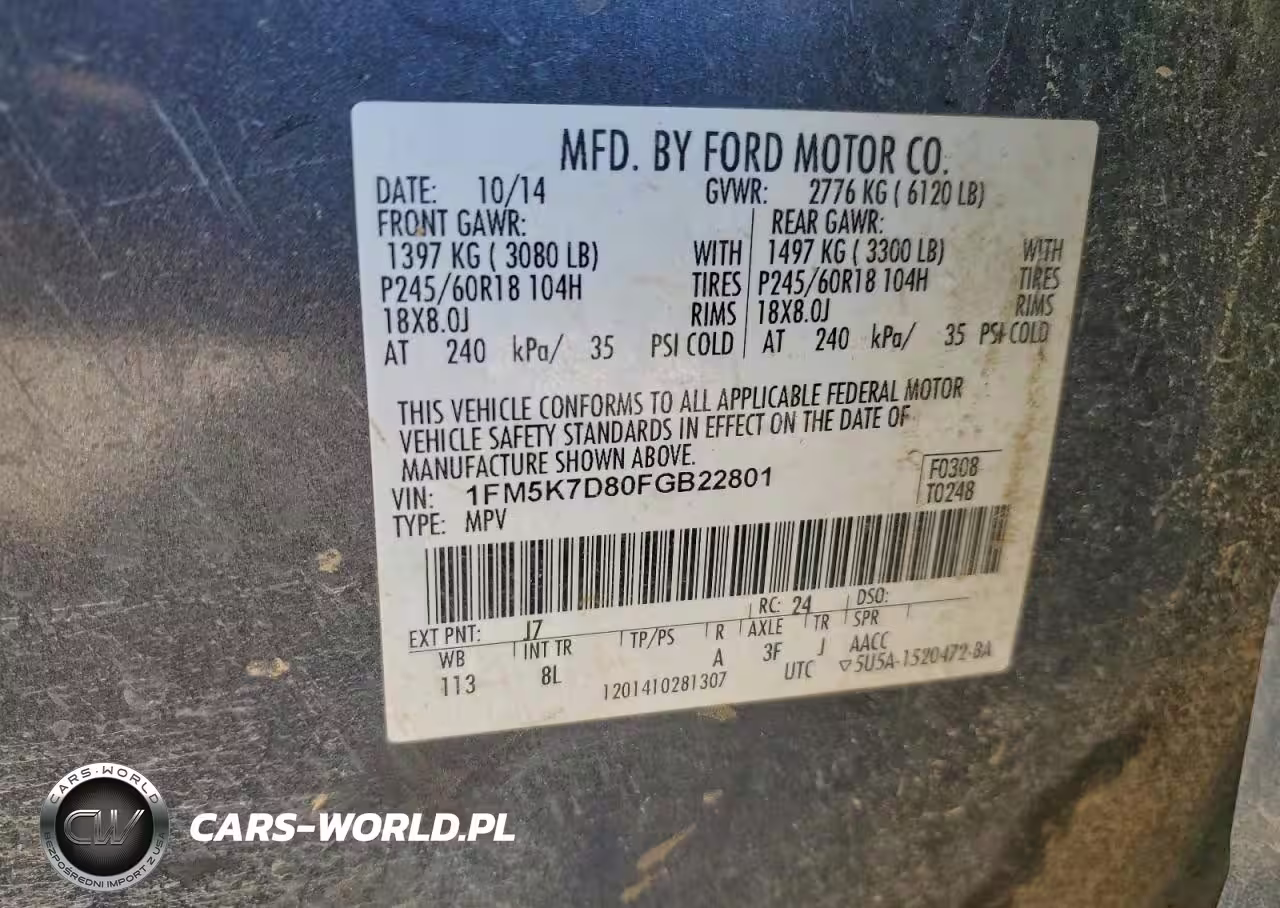 MFD. BY FORD MOTOR CO.
DATE: 10/14 GVWR: 2776 KG ( 6120 LB)
FRONT GAWR: REAR GAWR:
1397 KG ( 3080 LB) WITH 1497 KG ( 3300 LB) WITH
P245/60R18 104H TIRES P245/60R18 104H TIRES
18X8.0J RIMS 18X8.0J RIMS
AT 240 kPa/ 35 PSI COLD AT 240 kPa/ 35 PSI COLD
THIS VEHICLE CONFORMS TO ALL APPLICABLE FEDERAL MOTOR
VEHICLE SAFETY STANDARDS IN EFFECT ON THE DATE OF
MANUFACTURE SHOWN ABOVE.
VIN: 1FM5K7D80FGB22801 F0308
TYPE: MPV T0248
EXT PNT: J7 RC: 24 DSO:
WB INT TR TP/PS R AXLE TR SPR
113 8L A 3F J AACC
1201410281307 UTC ▽5U5A-1520472-BA
CARS-WORLD
CW
BEZPOŚREDNI IMPORT Z USA
CARS-WORLD.PL